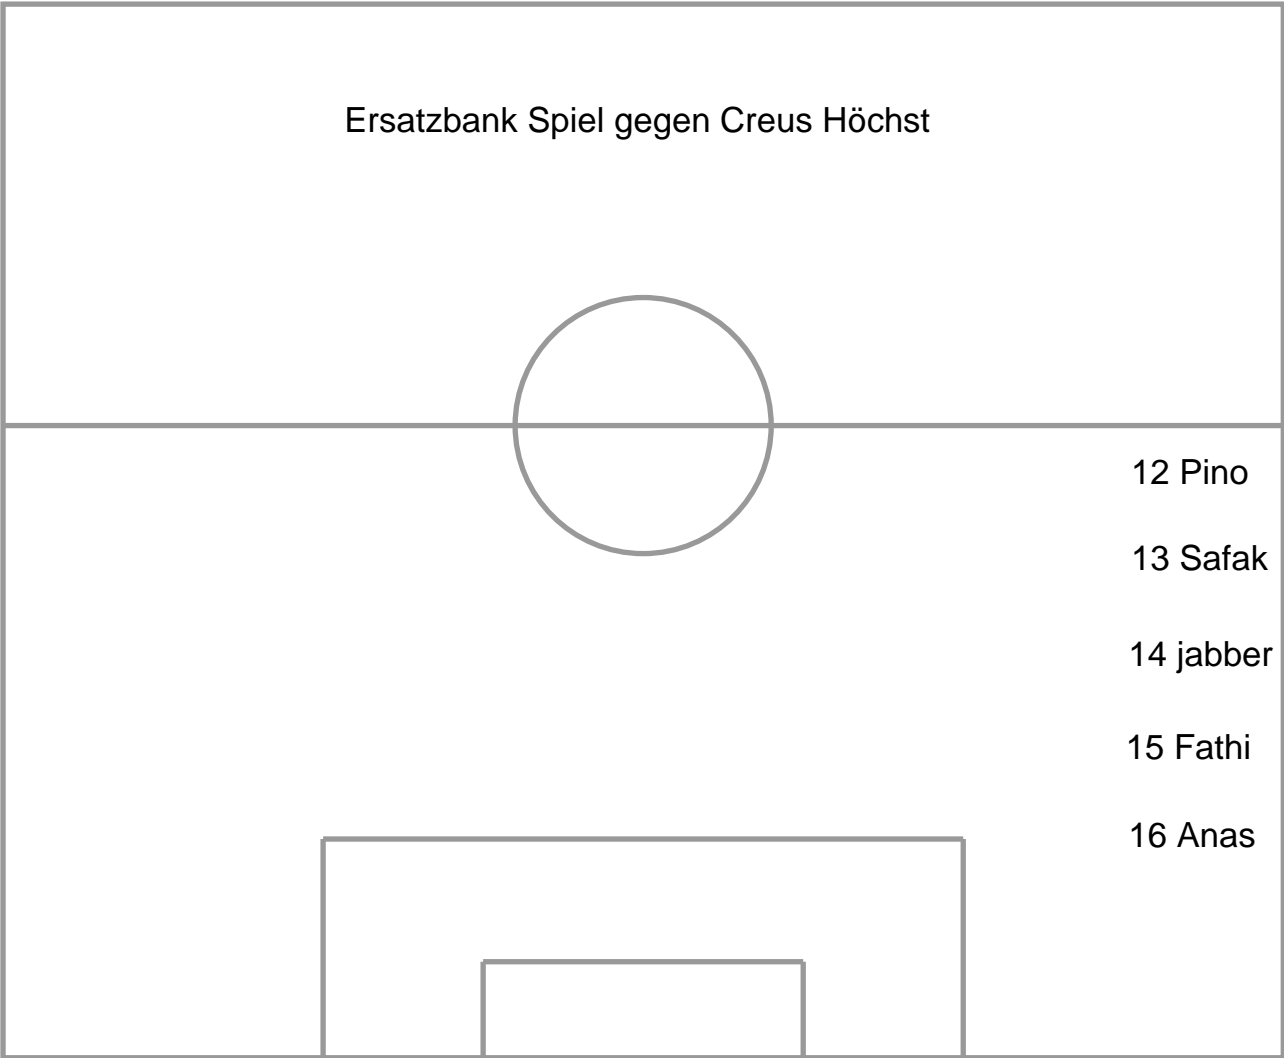 Ersatzbank Spiel gegen Creus Höchst
12 Pino
13 Safak
14 jabber
15 Fathi
16 Anas